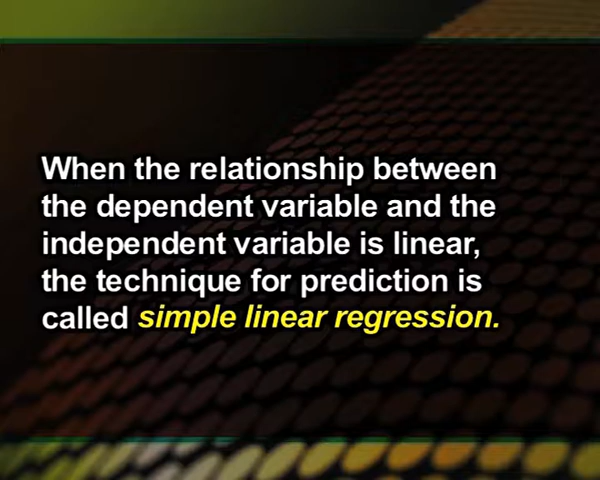 When the relationship between
the dependent variable and the
independent variable is linear,
the technique for prediction is
called simple linear regression.